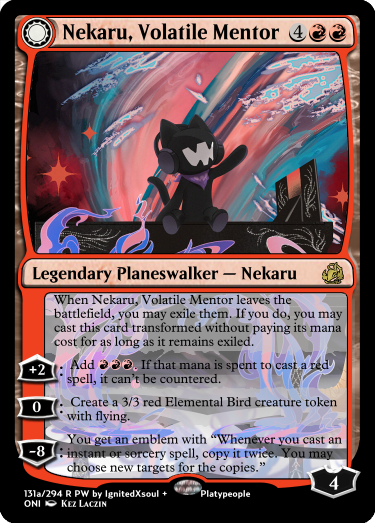 Nekaru, Volatile Mentor 4
Legendary Planeswalker — Nekaru
When Nekaru, Volatile Mentor leaves the
battlefield, you may exile them. If you do, you may
cast this card transformed without paying its mana
cost for as long as it remains exiled.
+2: Add. If that mana is spent to cast a red
spell, it can't be countered.
0: Create a 3/3 red Elemental Bird creature token
with flying.
-8: You get an emblem with “Whenever you cast an
instant or sorcery spell, copy it twice. You may
choose new targets for the copies.”
4
131a/294 R PW by IgnitedXsoul + Platypeople
ONI Kez Laczin